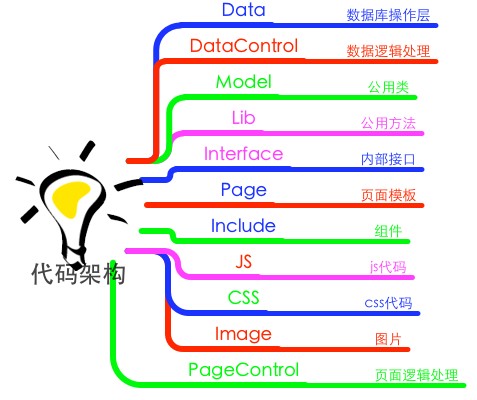 Data 数据库操作层
DataControl 数据逻辑处理
Model 公用类
Lib 公用方法
Interface 内部接口
Page 页面模板
Include 组件
代码架构
JS js代码
CSS css代码
Image 图片
PageControl 页面逻辑处理